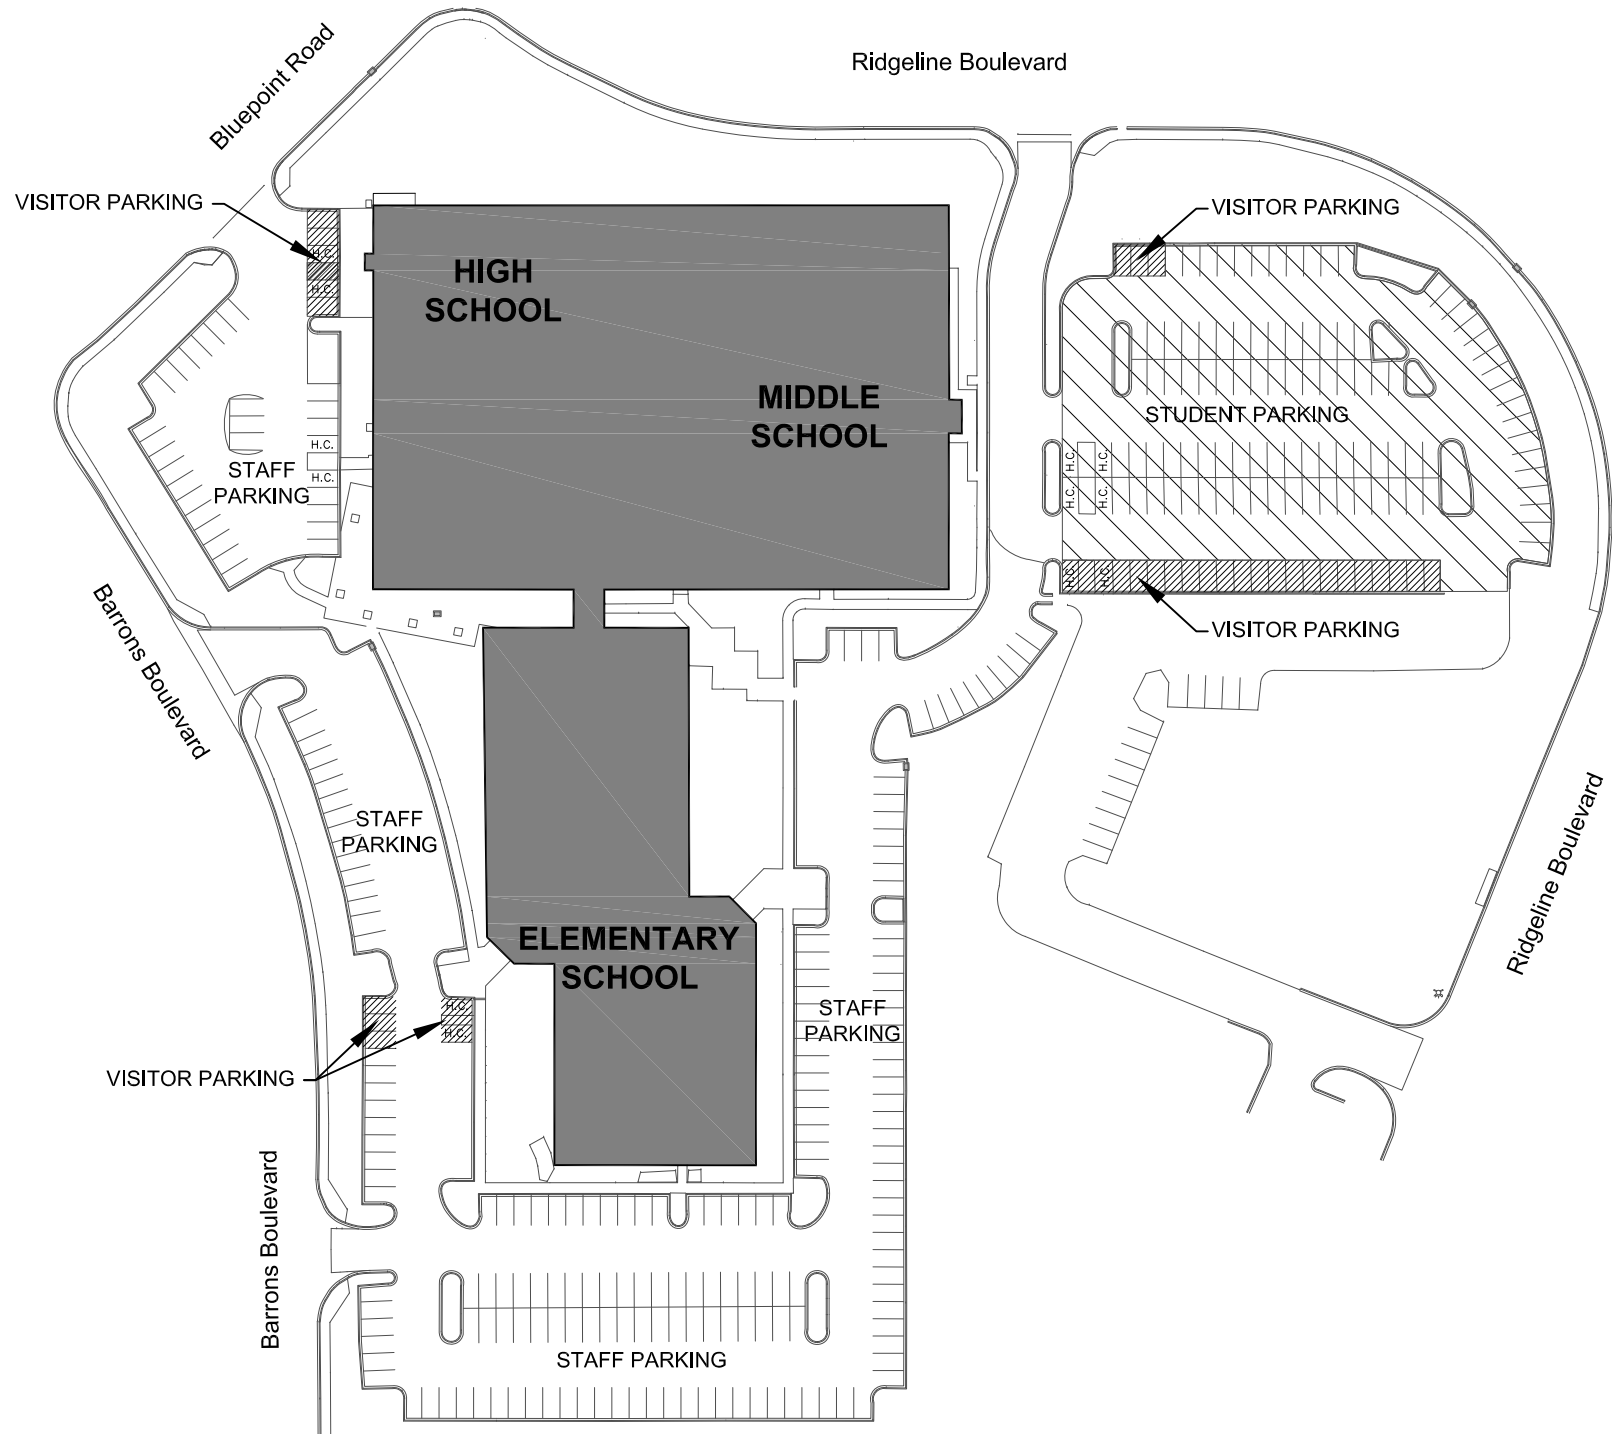 Ridgeline Boulevard
Bluepoint Road
VISITOR PARKING
VISITOR PARKING
H.C.
H.C.
HIGH
SCHOOL
MIDDLE
SCHOOL
STUDENT PARKING
H.C.
H.C.
STAFF
PARKING
H.C.
H.C.
H.C.
H.C.
H.C.
H.C.
VISITOR PARKING
Barrons Boulevard
STAFF
PARKING
Ridgeline Boulevard
ELEMENTARY
SCHOOL
H.C.
H.C.
STAFF
PARKING
VISITOR PARKING
Barrons Boulevard
STAFF PARKING